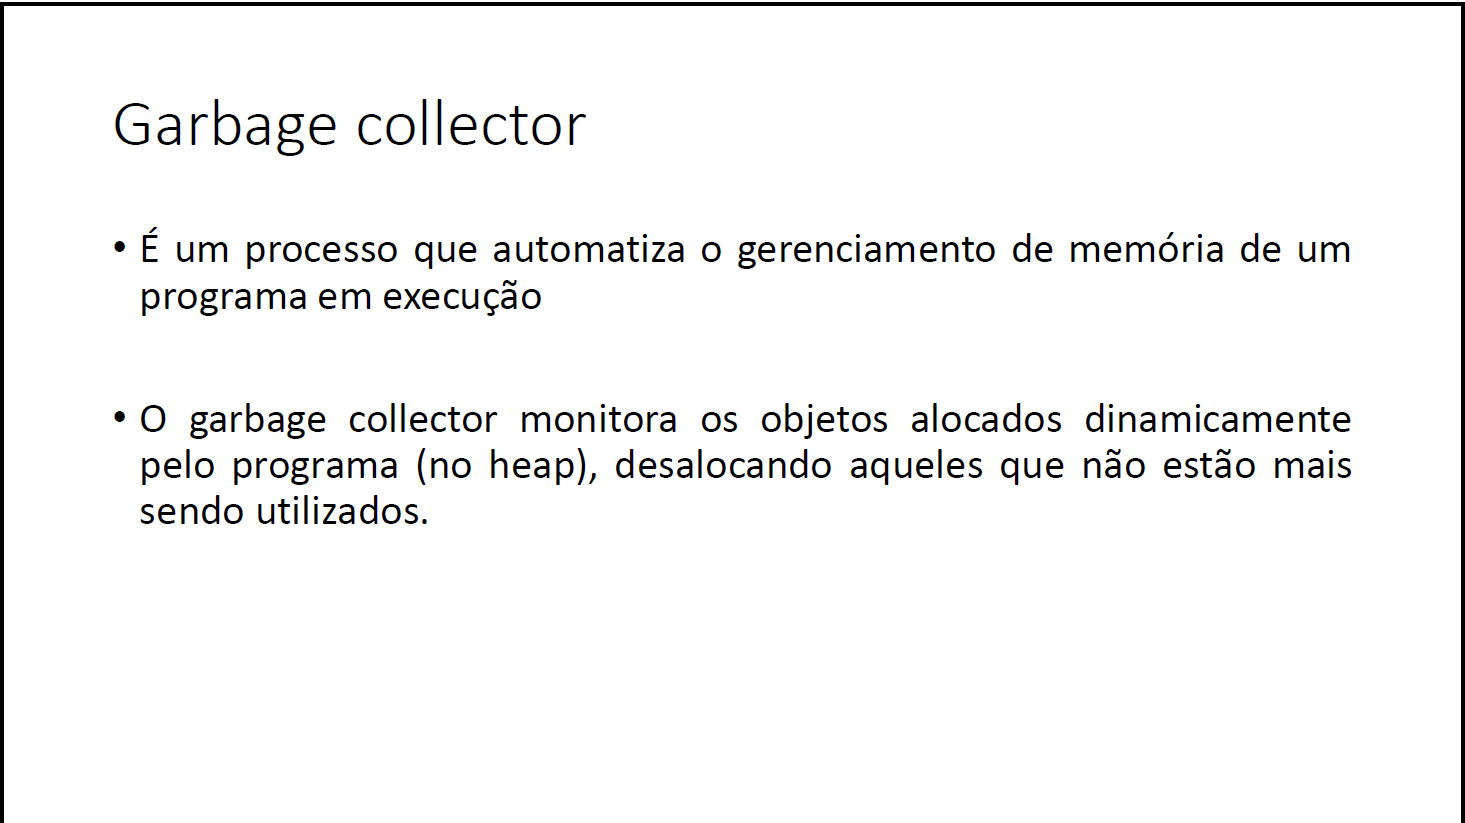 Garbage collector
• É um processo que automatiza o gerenciamento de memória de um
programa em execução
• O garbage collector monitora os objetos alocados dinamicamente
pelo programa (no heap), desalocando aqueles que não estão mais
sendo utilizados.